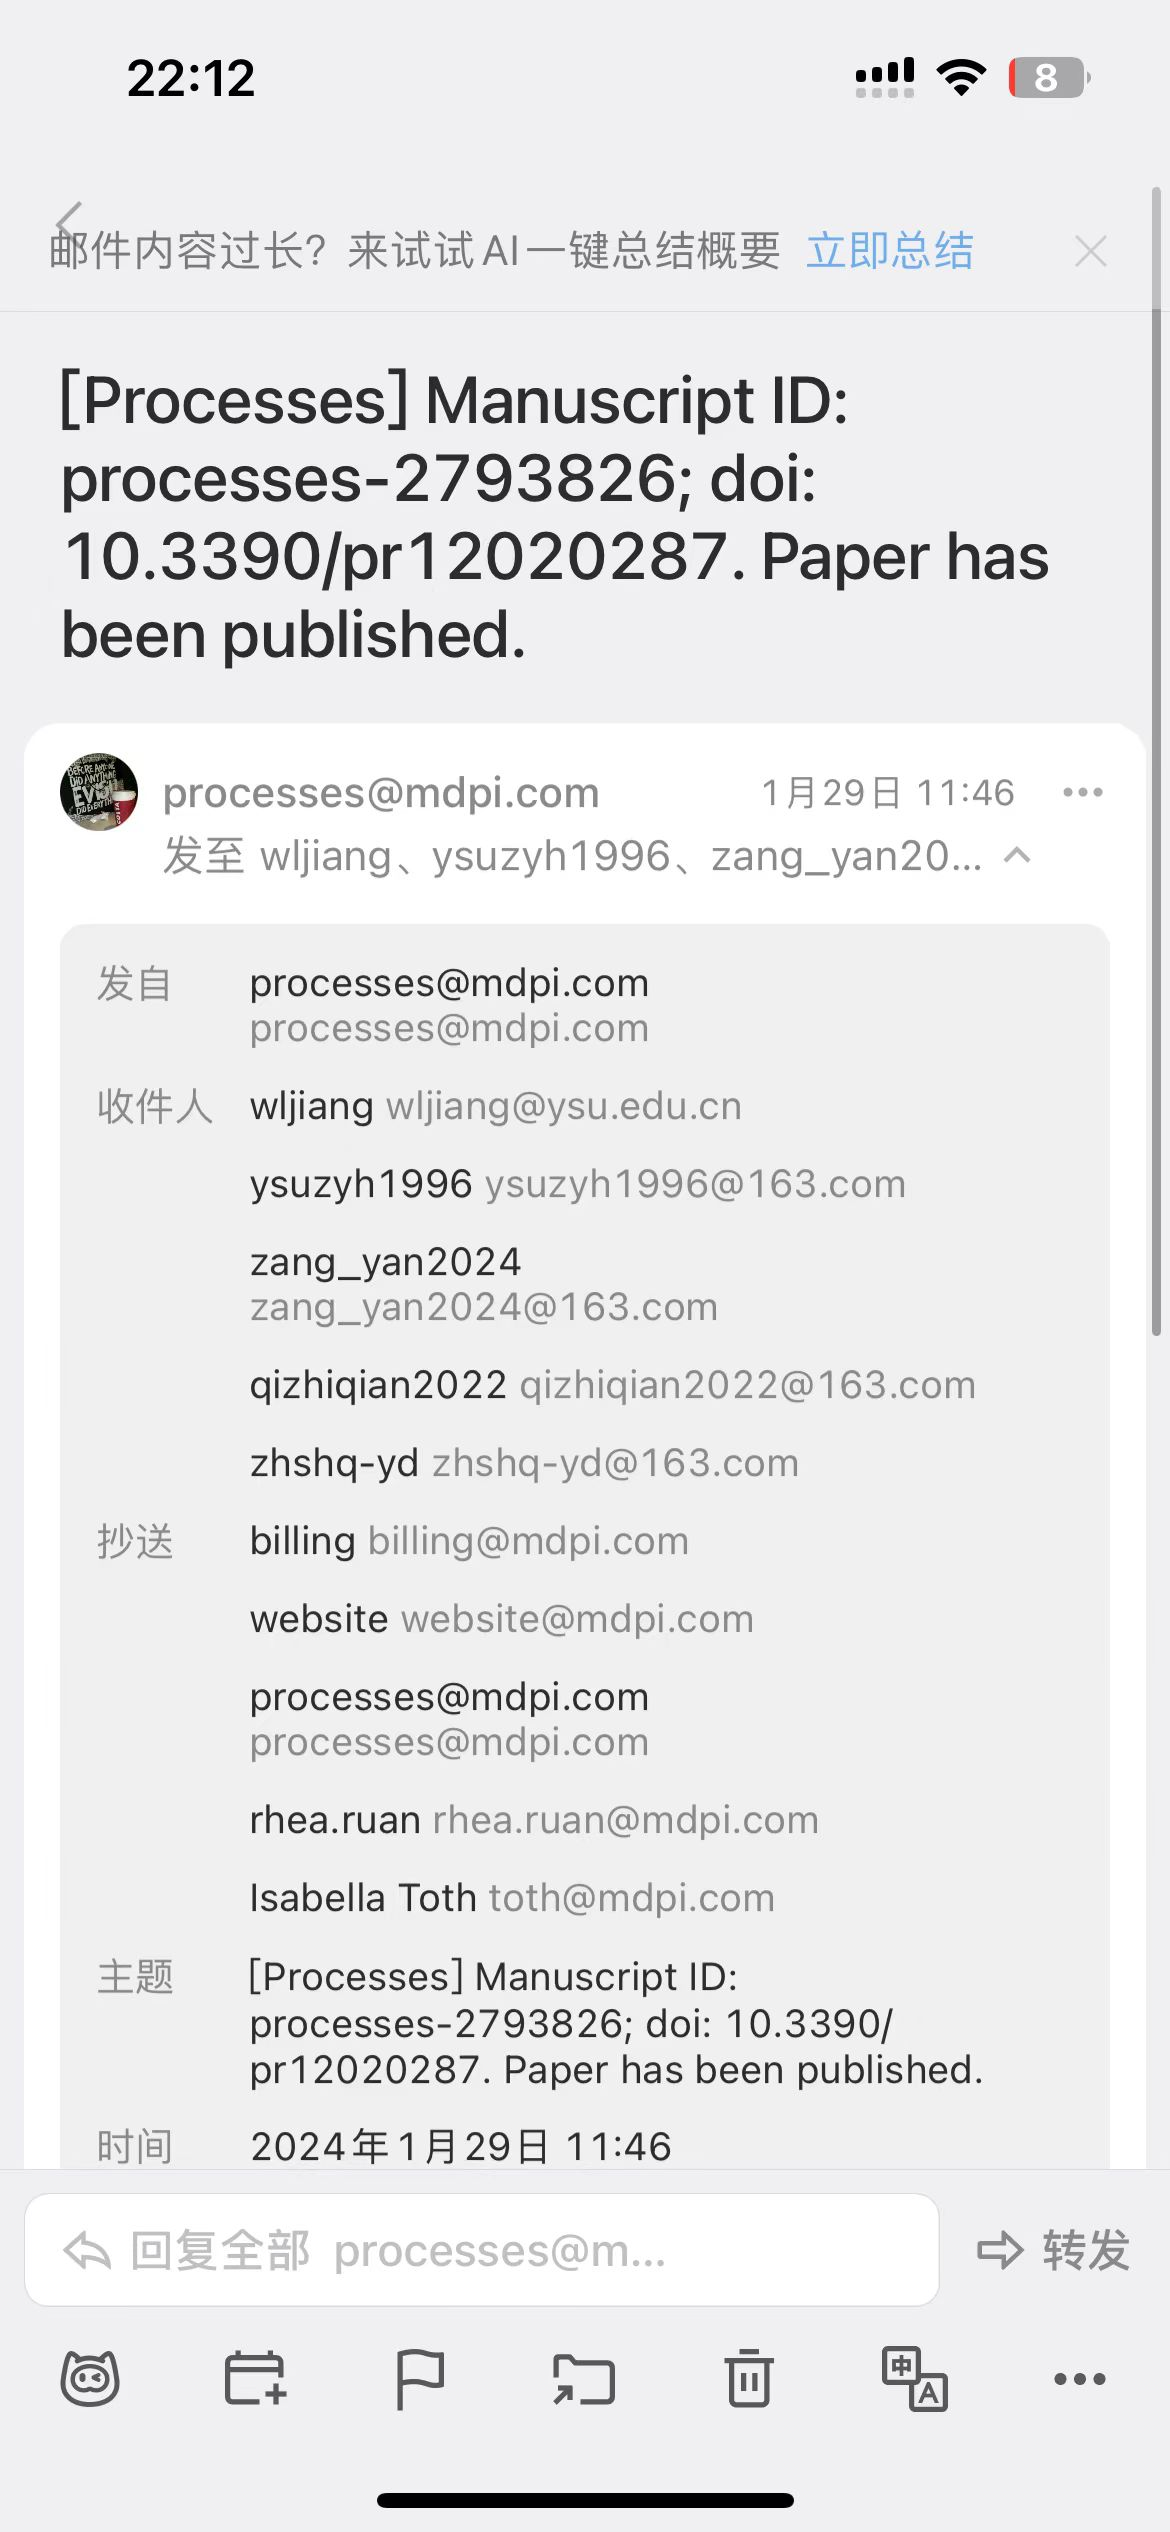 22:12
8
邮件内容过长？来试试AI一键总结概要 立即总结
[Processes] Manuscript ID:
processes-2793826; doi:
10.3390/pr12020287. Paper has
been published.
processes@mdpi.com 1月29日 11:46
发至 wljiang、ysuzyh1996、zang_yan20...
发自 processes@mdpi.com
processes@mdpi.com
收件人 wljiang wljiang@ysu.edu.cn
ysuzyh1996 ysuzyh1996@163.com
zang_yan2024
zang_yan2024@163.com
qizhiqian2022 qizhiqian2022@163.com
zhshq-yd zhshq-yd@163.com
抄送 billing billing@mdpi.com
website website@mdpi.com
processes@mdpi.com
processes@mdpi.com
rhea.ruan rhea.ruan@mdpi.com
Isabella Toth toth@mdpi.com
主题 [Processes] Manuscript ID:
processes-2793826; doi: 10.3390/
pr12020287. Paper has been published.
时间 2024年1月29日 11:46
回复全部 processes@m... 转发
中 A